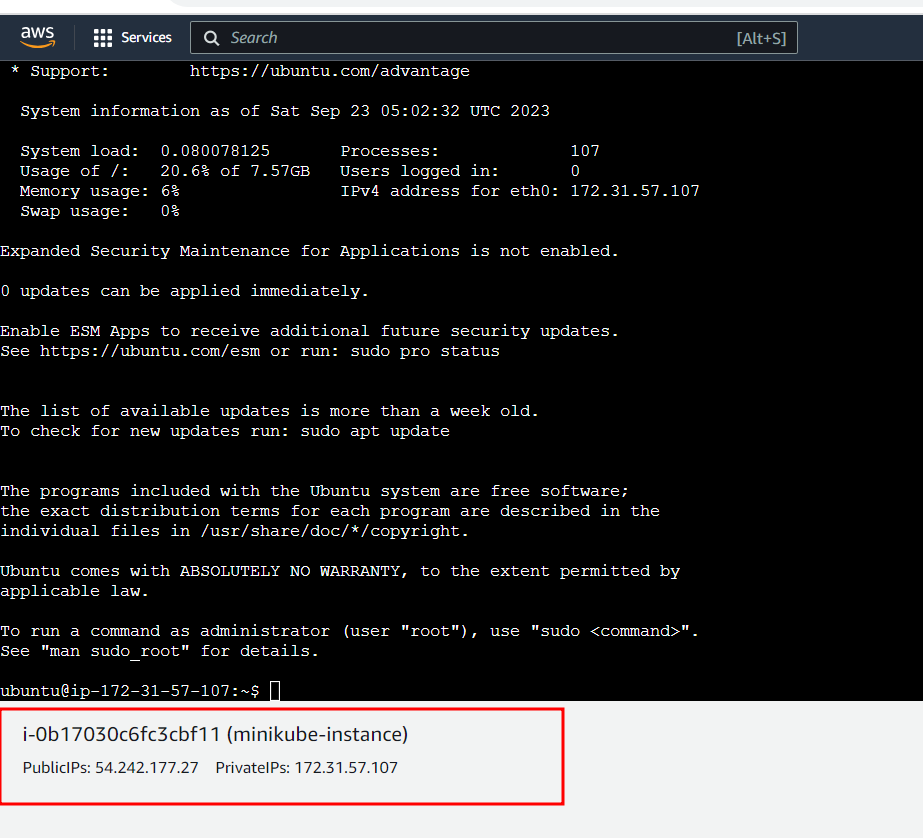 aws Services Search [Alt+S]
* Support: https://ubuntu.com/advantage
System information as of Sat Sep 23 05:02:32 UTC 2023
System load: 0.080078125 Processes: 107
Usage of /: 20.6% of 7.57GB Users logged in: 0
Memory usage: 6% IPv4 address for eth0: 172.31.57.107
Swap usage: 0%
Expanded Security Maintenance for Applications is not enabled.
0 updates can be applied immediately.
Enable ESM Apps to receive additional future security updates.
See https://ubuntu.com/esm or run: sudo pro status
The list of available updates is more than a week old.
To check for new updates run: sudo apt update
The programs included with the Ubuntu system are free software;
the exact distribution terms for each program are described in the
individual files in /usr/share/doc/*/copyright.
Ubuntu comes with ABSOLUTELY NO WARRANTY, to the extent permitted by
applicable law.
To run a command as administrator (user "root"), use "sudo <command>".
See "man sudo_root" for details.
ubuntu@ip-172-31-57-107:~$
i-0b17030c6fc3cbf11 (minikube-instance)
PublicIPs: 54.242.177.27 PrivateIPs: 172.31.57.107